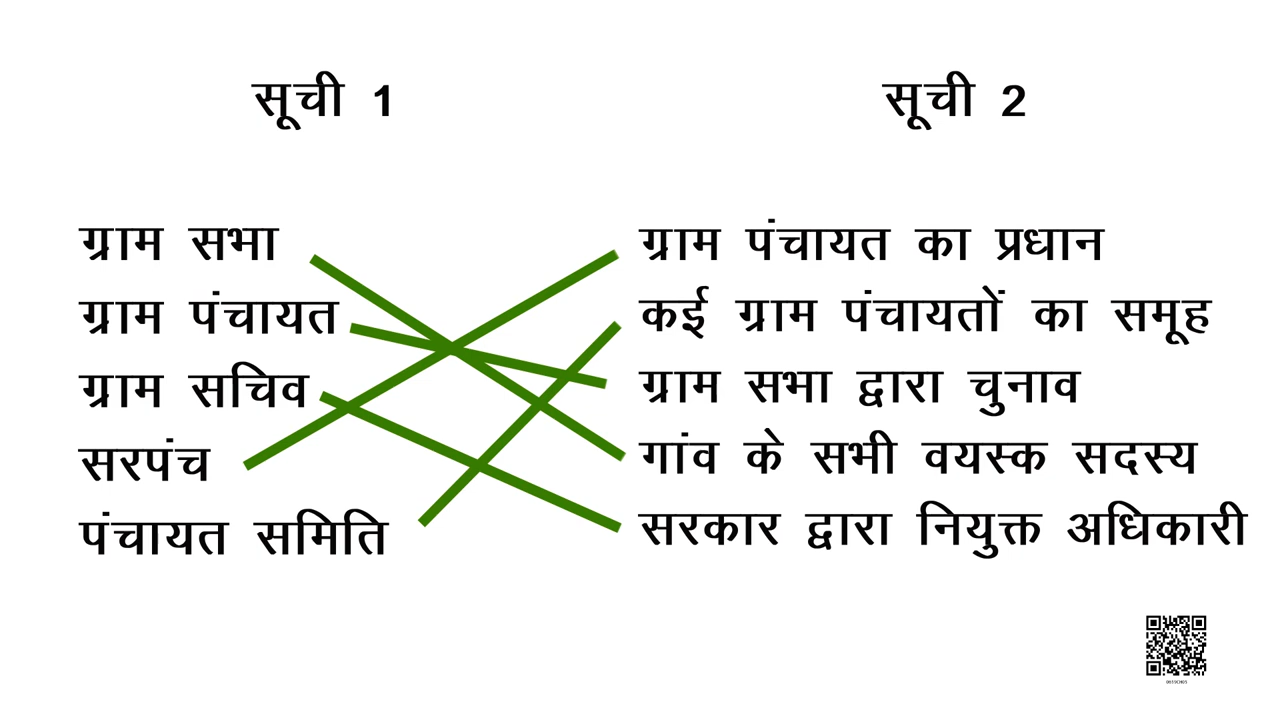 सूची 1
सूची 2
ग्राम सभा
ग्राम पंचायत
ग्राम सचिव
सरपंच
पंचायत समिति
ग्राम पंचायत का प्रधान
कई ग्राम पंचायतों का समूह
ग्राम सभा द्वारा चुनाव
गांव के सभी वयस्क सदस्य
सरकार द्वारा नियुक्त अधिकारी